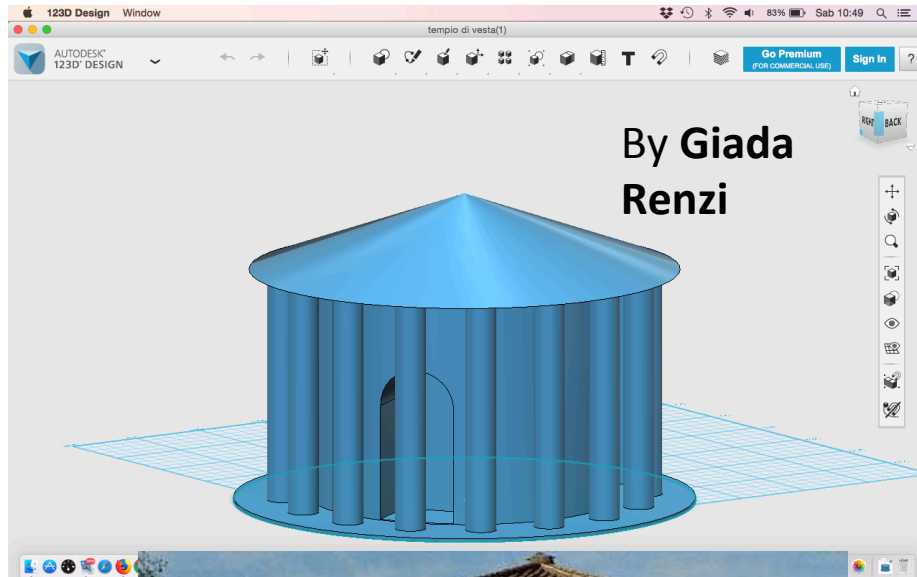 123D Design Window
83% Sab 10:49
tempio di vesta(1)
AUTODESK®
123D® DESIGN
T
Go Premium
(FOR COMMERCIAL USE)
Sign In
?
RIGHT BACK
By Giada
Renzi